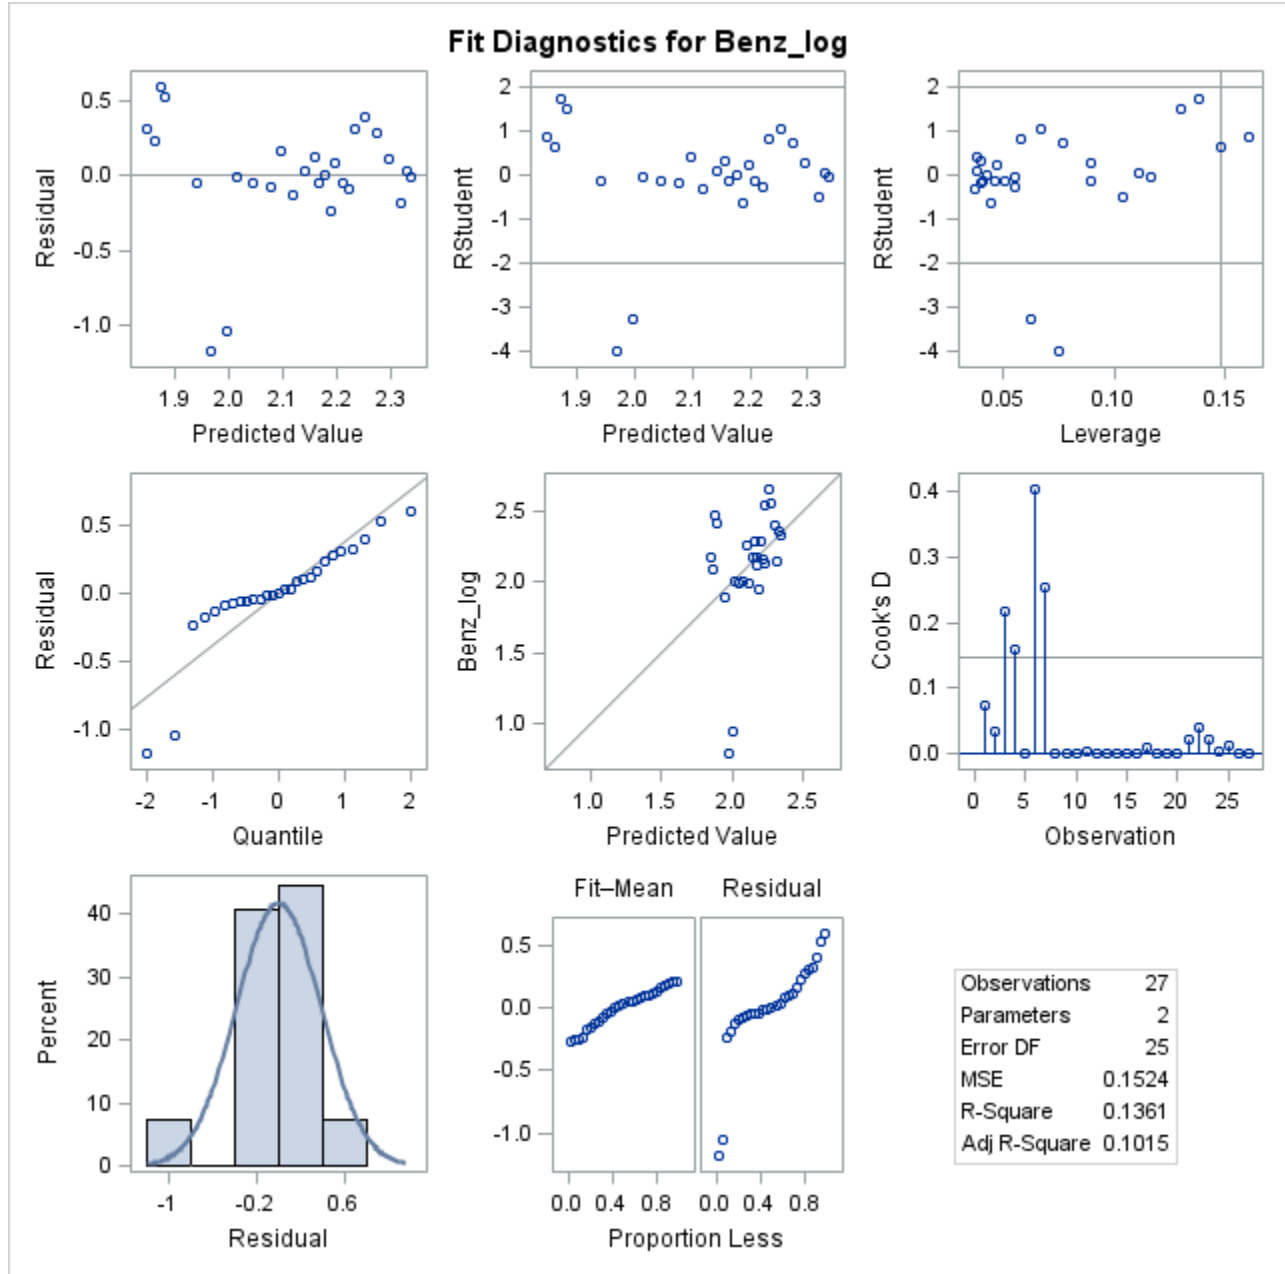 Fit Diagnostics for Benz_log
0.5
0.0
-0.5
-1.0
Residual
1.9 2.0 2.1 2.2 2.3
Predicted Value
2
1
0
-1
-2
-3
-4
RStudent
1.9 2.0 2.1 2.2 2.3
Predicted Value
2
1
0
-1
-2
-3
-4
RStudent
0.05 0.10 0.15
Leverage
0.5
0.0
-0.5
-1.0
Residual
-2 -1 0 1 2
Quantile
2.5
2.0
1.5
1.0
Benz_log
1.0 1.5 2.0 2.5
Predicted Value
0.4
0.3
0.2
0.1
0.0
Cook's D
0 5 10 15 20 25
Observation
40
30
20
10
0
Percent
-1 -0.2 0.6
Residual
Fit–Mean Residual
0.5
0.0
-0.5
-1.0
0.0 0.4 0.8 0.0 0.4 0.8
Proportion Less
Observations 27
Parameters 2
Error DF 25
MSE 0.1524
R-Square 0.1361
Adj R-Square 0.1015